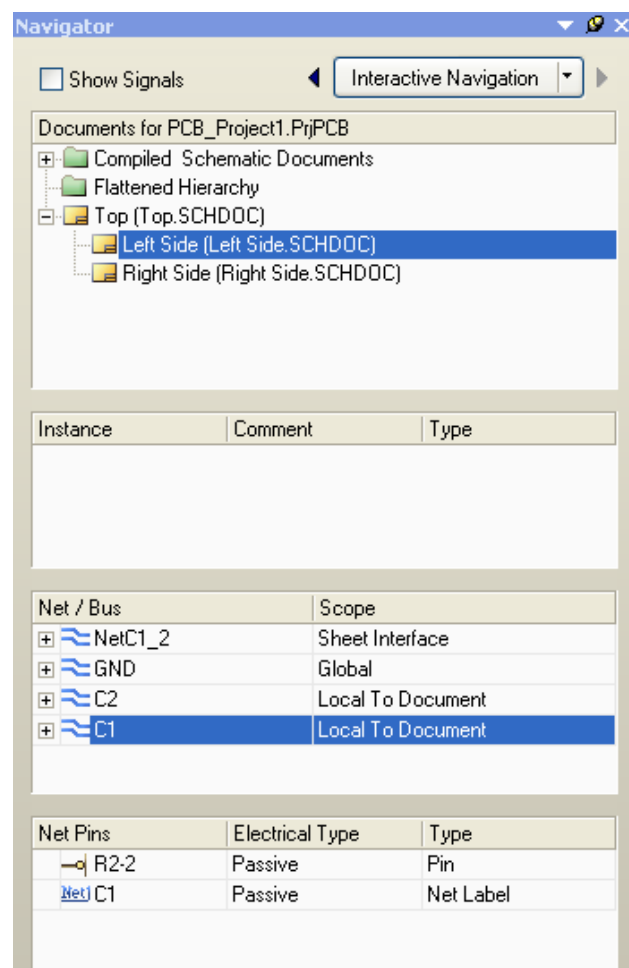 Navigator
Show Signals Interactive Navigation
Documents for PCB_Project1.PrjPCB
Compiled Schematic Documents
Flattened Hierarchy
Top (Top.SCHDOC)
Left Side (Left Side.SCHDOC)
Right Side (Right Side.SCHDOC)
Instance Comment Type
Net / Bus Scope
NetC1_2 Sheet Interface
GND Global
C2 Local To Document
C1 Local To Document
Net Pins Electrical Type Type
R2-2 Passive Pin
Net1 C1 Passive Net Label